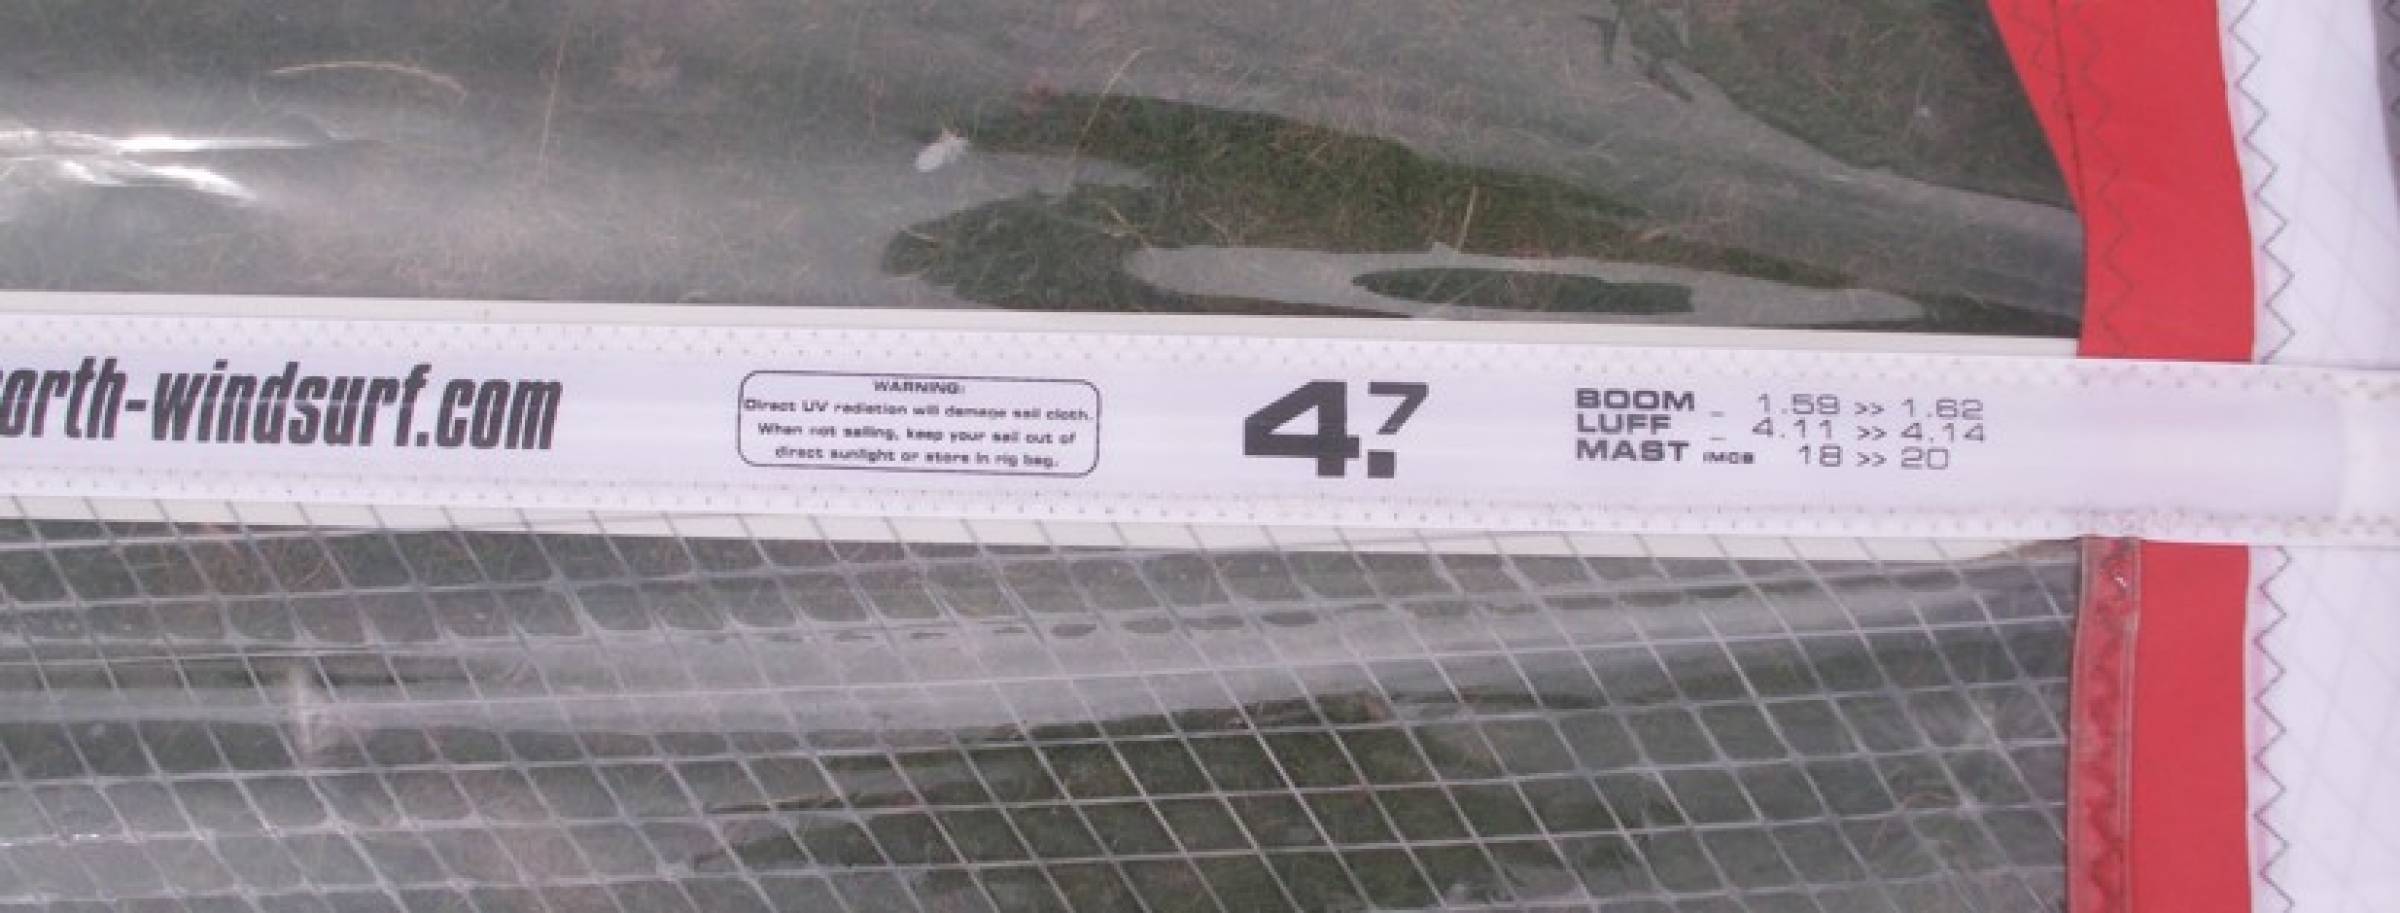 orth-windsurf.com
WARNING:
Direct UV radiation will damage sail cloth.
When not sailing, keep your sail out of
direct sunlight or store in rig bag.
4.7
BOOM _ 1.59 >> 1.62
LUFF _ 4.11 >> 4.14
MAST IMCS 18 >> 20